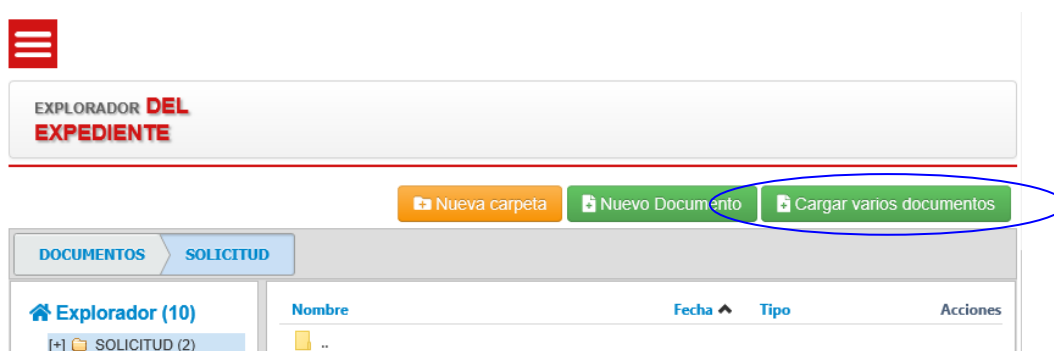 EXPLORADOR DEL
EXPEDIENTE
Nueva carpeta Nuevo Documento Cargar varios documentos
DOCUMENTOS SOLICITUD
Explorador (10) Nombre Fecha Tipo Acciones
[+] SOLICITUD (2) ..